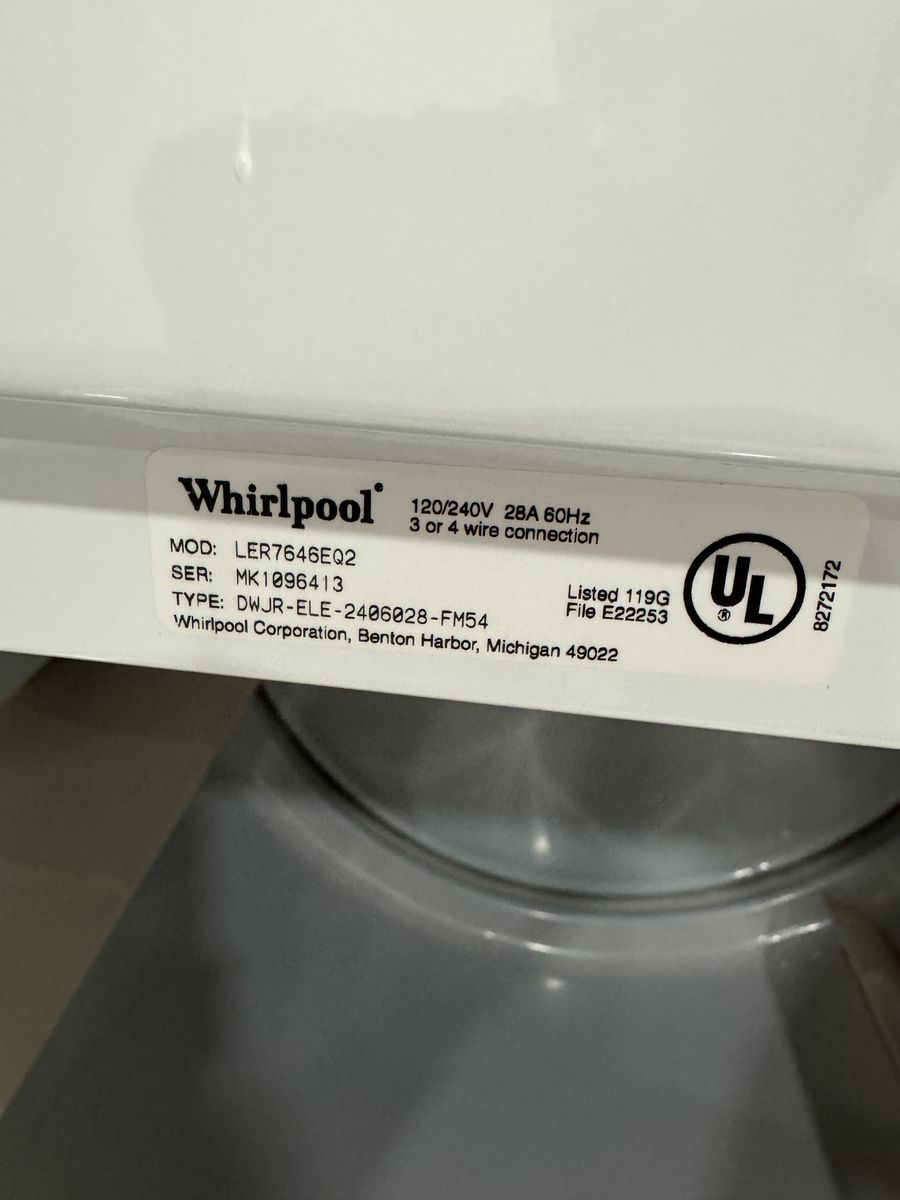 Whirlpool®
120/240V 28A 60Hz
3 or 4 wire connection
MOD: LER7646EQ2
SER: MK1096413
TYPE: DWJR-ELE-2406028-FM54
Whirlpool Corporation, Benton Harbor, Michigan 49022
Listed 119G
File E22253
UL®
8272172